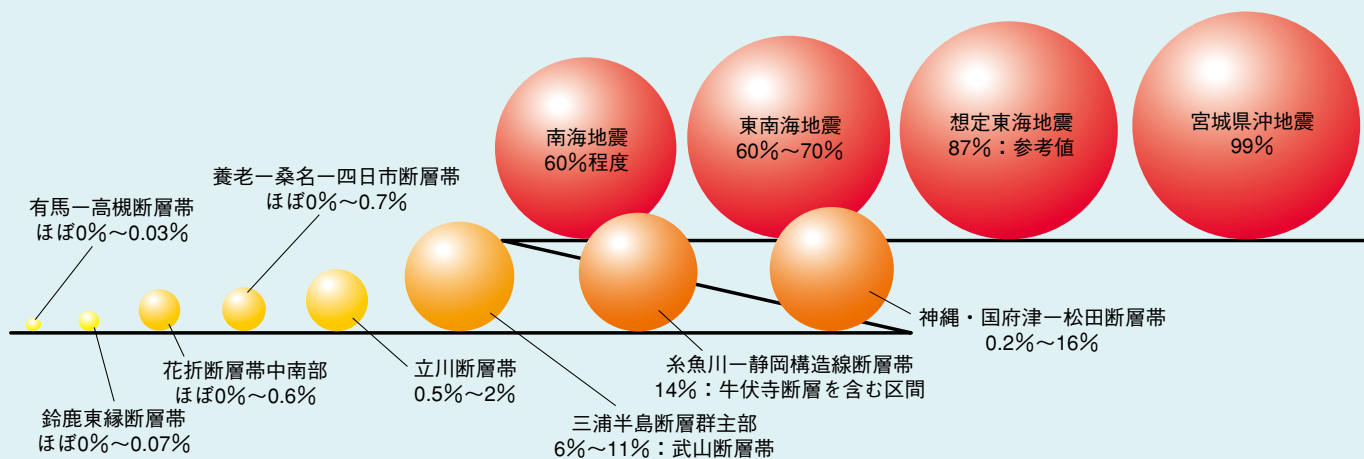 南海地震
60%程度
東南海地震
60%〜70%
想定東海地震
87%：参考値
宮城県沖地震
99%
養老ー桑名ー四日市断層帯
ほぼ0%〜0.7%
有馬ー高槻断層帯
ほぼ0%〜0.03%
神縄・国府津ー松田断層帯
0.2%〜16%
花折断層帯中南部
ほぼ0%〜0.6%
立川断層帯
0.5%〜2%
糸魚川ー静岡構造線断層帯
14%：牛伏寺断層を含む区間
鈴鹿東縁断層帯
ほぼ0%〜0.07%
三浦半島断層群主部
6%〜11%：武山断層帯